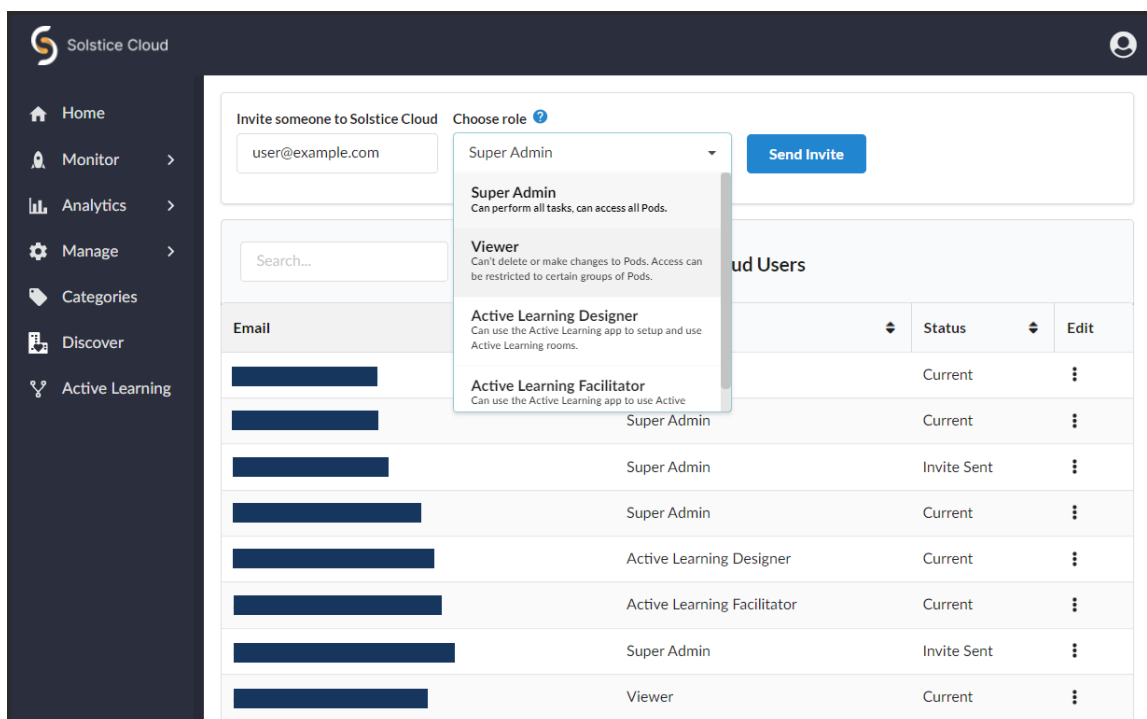 Solstice Cloud
Home
Monitor
Analytics
Manage
Categories
Discover
Active Learning
Invite someone to Solstice Cloud
Choose role ?
user@example.com
Super Admin
Send Invite
Super Admin
Can perform all tasks, can access all Pods.
Viewer
Can't delete or make changes to Pods. Access can
be restricted to certain groups of Pods.
Active Learning Designer
Can use the Active Learning app to setup and use
Active Learning rooms.
Active Learning Facilitator
Can use the Active Learning app to use Active
Search...
ud Users
Email
Status
Edit
Current
Super Admin
Current
Super Admin
Invite Sent
Super Admin
Current
Active Learning Designer
Current
Active Learning Facilitator
Current
Super Admin
Invite Sent
Viewer
Current